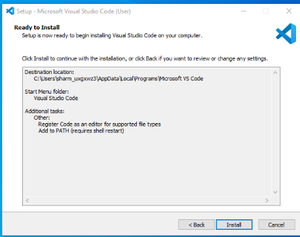 Setup - Microsoft Visual Studio Code (User)
Ready to Install
Setup is now ready to begin installing Visual Studio Code on your computer.
Click Install to continue with the installation, or click Back if you want to review or change any settings.
Destination location:
C:\Users\sharm_uxgxwz3\AppData\Local\Programs\Microsoft VS Code
Start Menu folder:
Visual Studio Code
Additional tasks:
Other:
Register Code as an editor for supported file types
Add to PATH (requires shell restart)
< Back
Install
Cancel